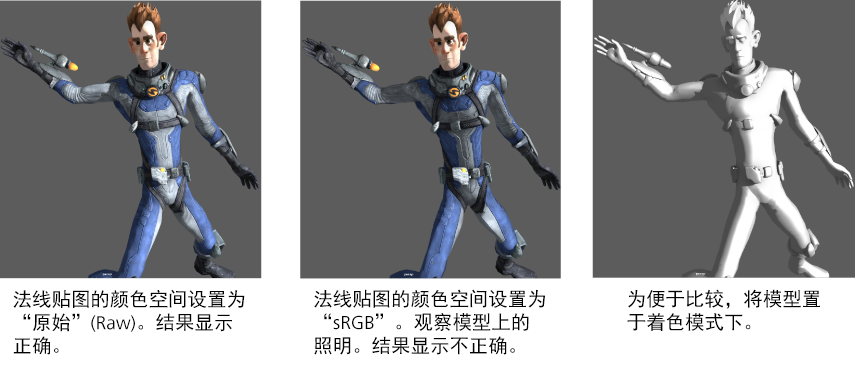 法线贴图的颜色空间设置为
“原始”(Raw)。结果显示
正确。
法线贴图的颜色空间设置为
“sRGB”。观察模型上的
照明。结果显示不正确。
为便于比较，将模型置
于着色模式下。